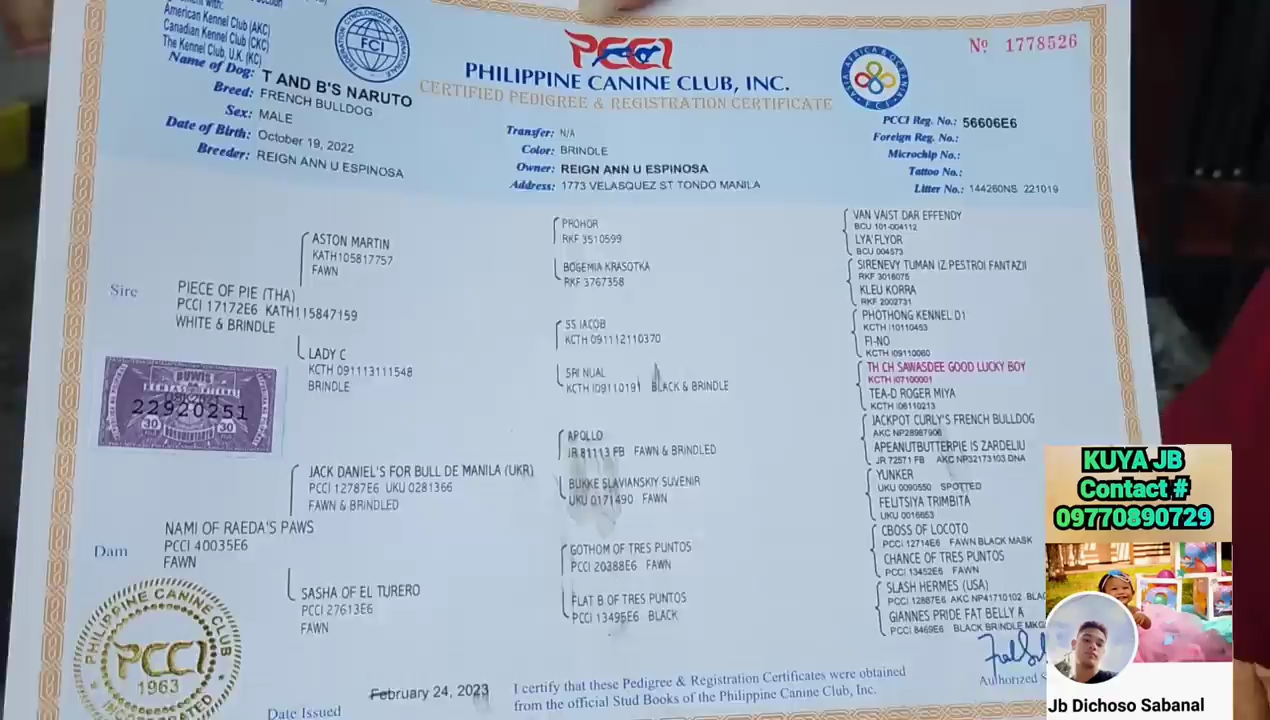 American Kennel Club (AKC)
Canadian Kennel Club (CKC)
The Kennel Club, U.K. (KC)
FCI
PCCI
PHILIPPINE CANINE CLUB, INC.
CERTIFIED PEDIGREE & REGISTRATION CERTIFICATE
ASIA AFRICA & OCEANIA
F.C.I.
Nº 1778526
Name of Dog: T AND B'S NARUTO
Breed: FRENCH BULLDOG
Sex: MALE
Date of Birth: October 19, 2022
Breeder: REIGN ANN U ESPINOSA
Transfer: N/A
Color: BRINDLE
Owner: REIGN ANN U ESPINOSA
Address: 1773 VELASQUEZ ST TONDO MANILA
PCCI Reg. No.: 56606E6
Foreign Reg. No.:
Microchip No.:
Tattoo No.:
Litter No.: 144260NS 221019
Sire
PIECE OF PIE (THA)
PCCI 17172E6 KATH115847159
WHITE & BRINDLE
ASTON MARTIN
KATH105817757
FAWN
LADY C
KCTH 091113111548
BRINDLE
PROHOR
RKF 3510599
BOGEMIA KRASOTKA
RKF 3767358
SS IACOB
KCTH 091112110370
SRI NUAL
KCTH I09110191 BLACK & BRINDLE
VAN VAIST DAR EFFENDY
BCU 101-004112
LYA'FLYOR
BCU 004573
SIRENEVY TUMAN IZ PESTROI FANTAZII
RKF 3016075
KLEU KORRA
RKF 2002731
PHOTHONG KENNEL D1
KCTH I10110453
FI-NO
KCTH I09110060
TH CH SAWASDEE GOOD LUCKY BOY
KCTH I07100001
TEA-D ROGER MIYA
KCTH I06110213
22920251
30
30
Dam
NAMI OF RAEDA'S PAWS
PCCI 40035E6
FAWN
JACK DANIEL'S FOR BULL DE MANILA (UKR)
PCCI 12787E6 UKU 0281366
FAWN & BRINDLED
SASHA OF EL TURERO
PCCI 27613E6
FAWN
APOLLO
JR 81113 FB FAWN & BRINDLED
BUKKE SLAVIANSKIY SUVENIR
UKU 0171490 FAWN
GOTHOM OF TRES PUNTOS
PCCI 20388E6 FAWN
FLAT B OF TRES PUNTOS
PCCI 13495E6 BLACK
JACKPOT CURLY'S FRENCH BULLDOG
AKC NP28987906
APEANUTBUTTERPIE IS ZARDELIU
JR 72571 FB AKC NP32173103 DNA
YUNKER
UKU 0090550 SPOTTED
FELITSIYA TRIMBITA
UKU 0016653
CBOSS OF LOCOTO
PCCI 12714E6 FAWN BLACK MASK
CHANCE OF TRES PUNTOS
PCCI 13452E6 FAWN
SLASH HERMES (USA)
PCCI 12887E6 AKC NP41710102
GIANNES PRIDE FAT BELLY A
PCCI 8469E6 BLACK BRINDLE MKG
PHILIPPINE CANINE CLUB
PCCI
1963
INCORPORATED
February 24, 2023
Date Issued
I certify that these Pedigree & Registration Certificates were obtained
from the official Stud Books of the Philippine Canine Club, Inc.
Authorized
KUYA JB
Contact #
09770890729
Jb Dichoso Sabanal